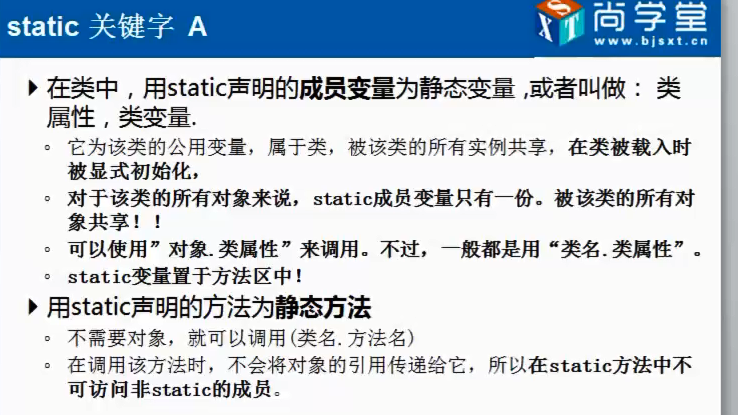 static 关键字 A
SXT 尚学堂
www.bjsxt.cn
在类中，用static声明的成员变量为静态变量 ,或者叫做： 类
属性，类变量.
它为该类的公用变量，属于类，被该类的所有实例共享，在类被载入时
被显式初始化，
对于该类的所有对象来说，static成员变量只有一份。被该类的所有对
象共享！！
可以使用”对象.类属性”来调用。不过，一般都是用“类名.类属性”。
static变量置于方法区中！
用static声明的方法为静态方法
不需要对象，就可以调用(类名.方法名)
在调用该方法时，不会将对象的引用传递给它，所以在static方法中不
可访问非static的成员。